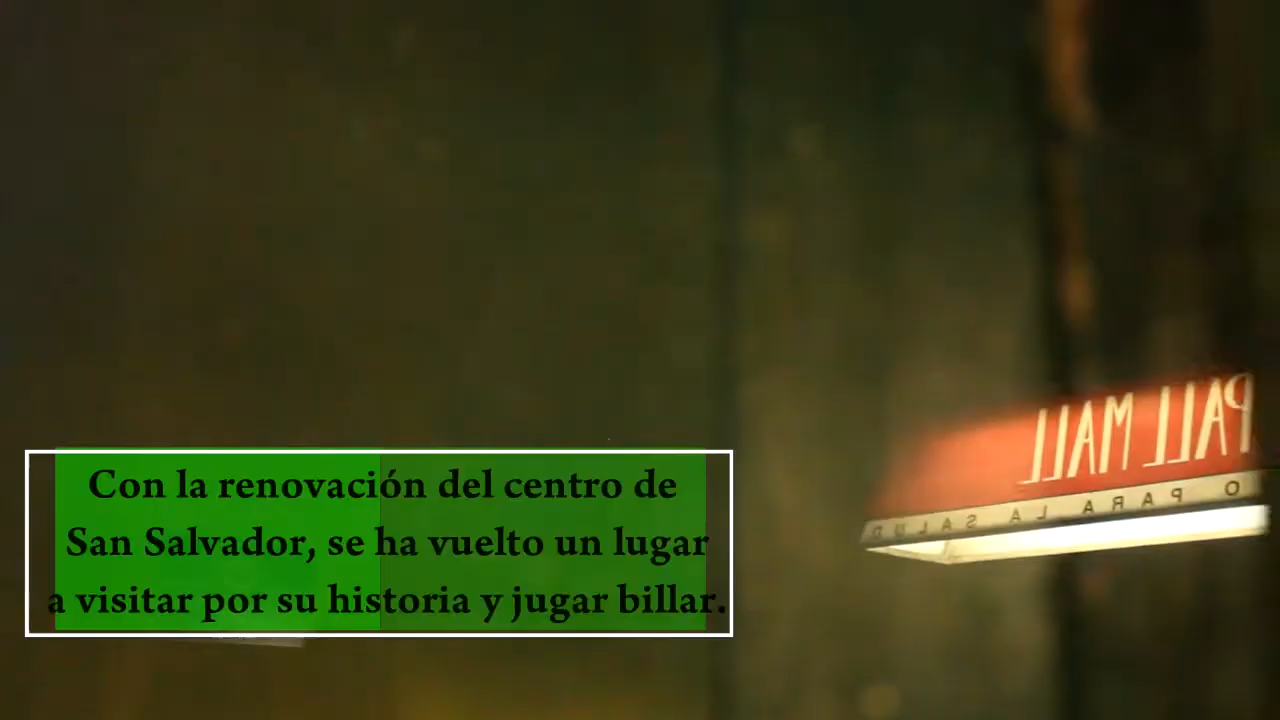 Con la renovación del centro de
San Salvador, se ha vuelto un lugar
a visitar por su historia y jugar billar.
PALL MALL
O PARA LA SALUD